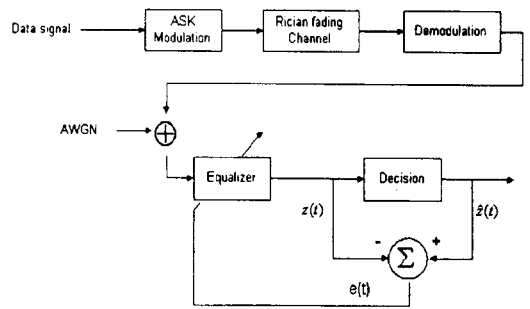 Data signal
ASK
Modulation
Rician fading
Channel
Demodulation
AWGN
+
Equalizer
Decision
z(t)
ẑ(t)
-
+
Σ
e(t)